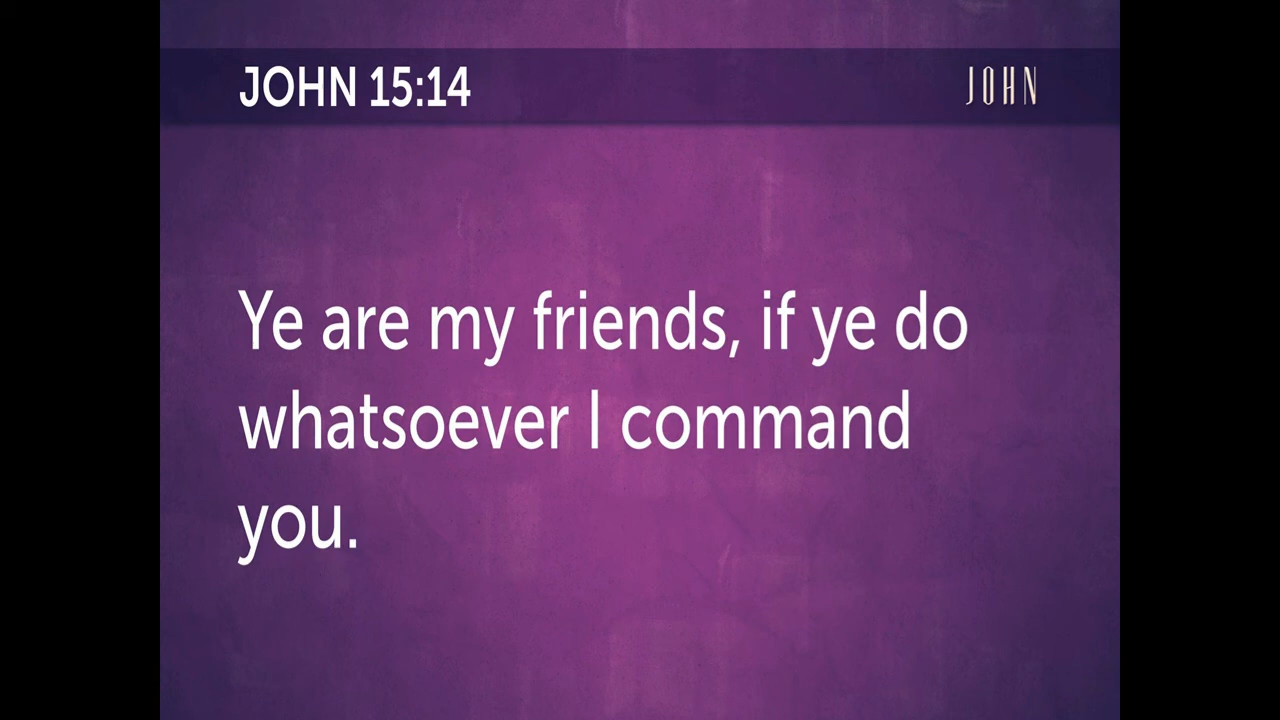 JOHN 15:14
JOHN
Ye are my friends, if ye do
whatsoever I command
you.